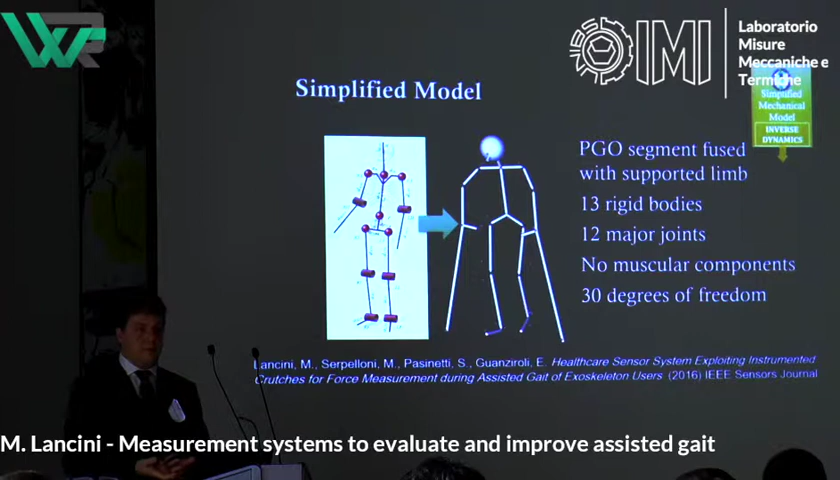 WR
IMI
Laboratorio
Misure
Meccaniche e
Termiche
Simplified Model
Simplified
Mechanical
Model
INVERSE
DYNAMICS
PGO segment fused
with supported limb
13 rigid bodies
12 major joints
No muscular components
30 degrees of freedom
Lancini, M., Serpelloni, M., Pasinetti, S., Guanziroli, E. Healthcare Sensor System Exploiting Instrumented
Crutches for Force Measurement during Assisted Gait of Exoskeleton Users (2016) IEEE Sensors Journal
M. Lancini - Measurement systems to evaluate and improve assisted gait